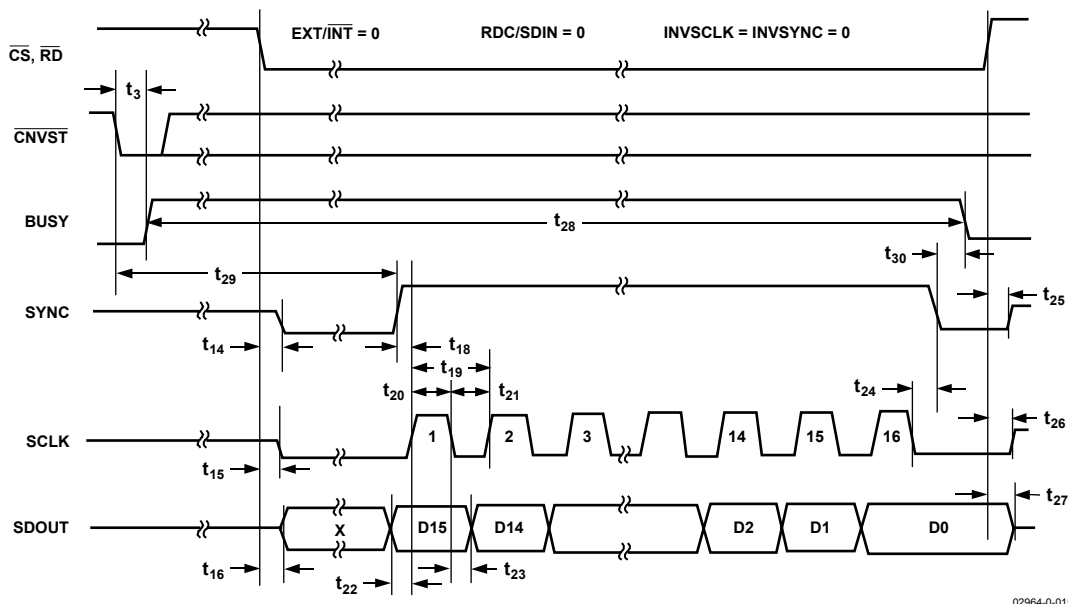 EXT/INT = 0 RDC/SDIN = 0 INVSCLK = INVSYNC = 0
CS, RD
t3
CNVST
BUSY
t28
t30
t29
t25
SYNC
t14
t18
t19
t20
t21
t24
t26
SCLK
1 2 3 14 15 16
t15
t27
SDOUT
X D15 D14 D2 D1 D0
t16
t22
t23